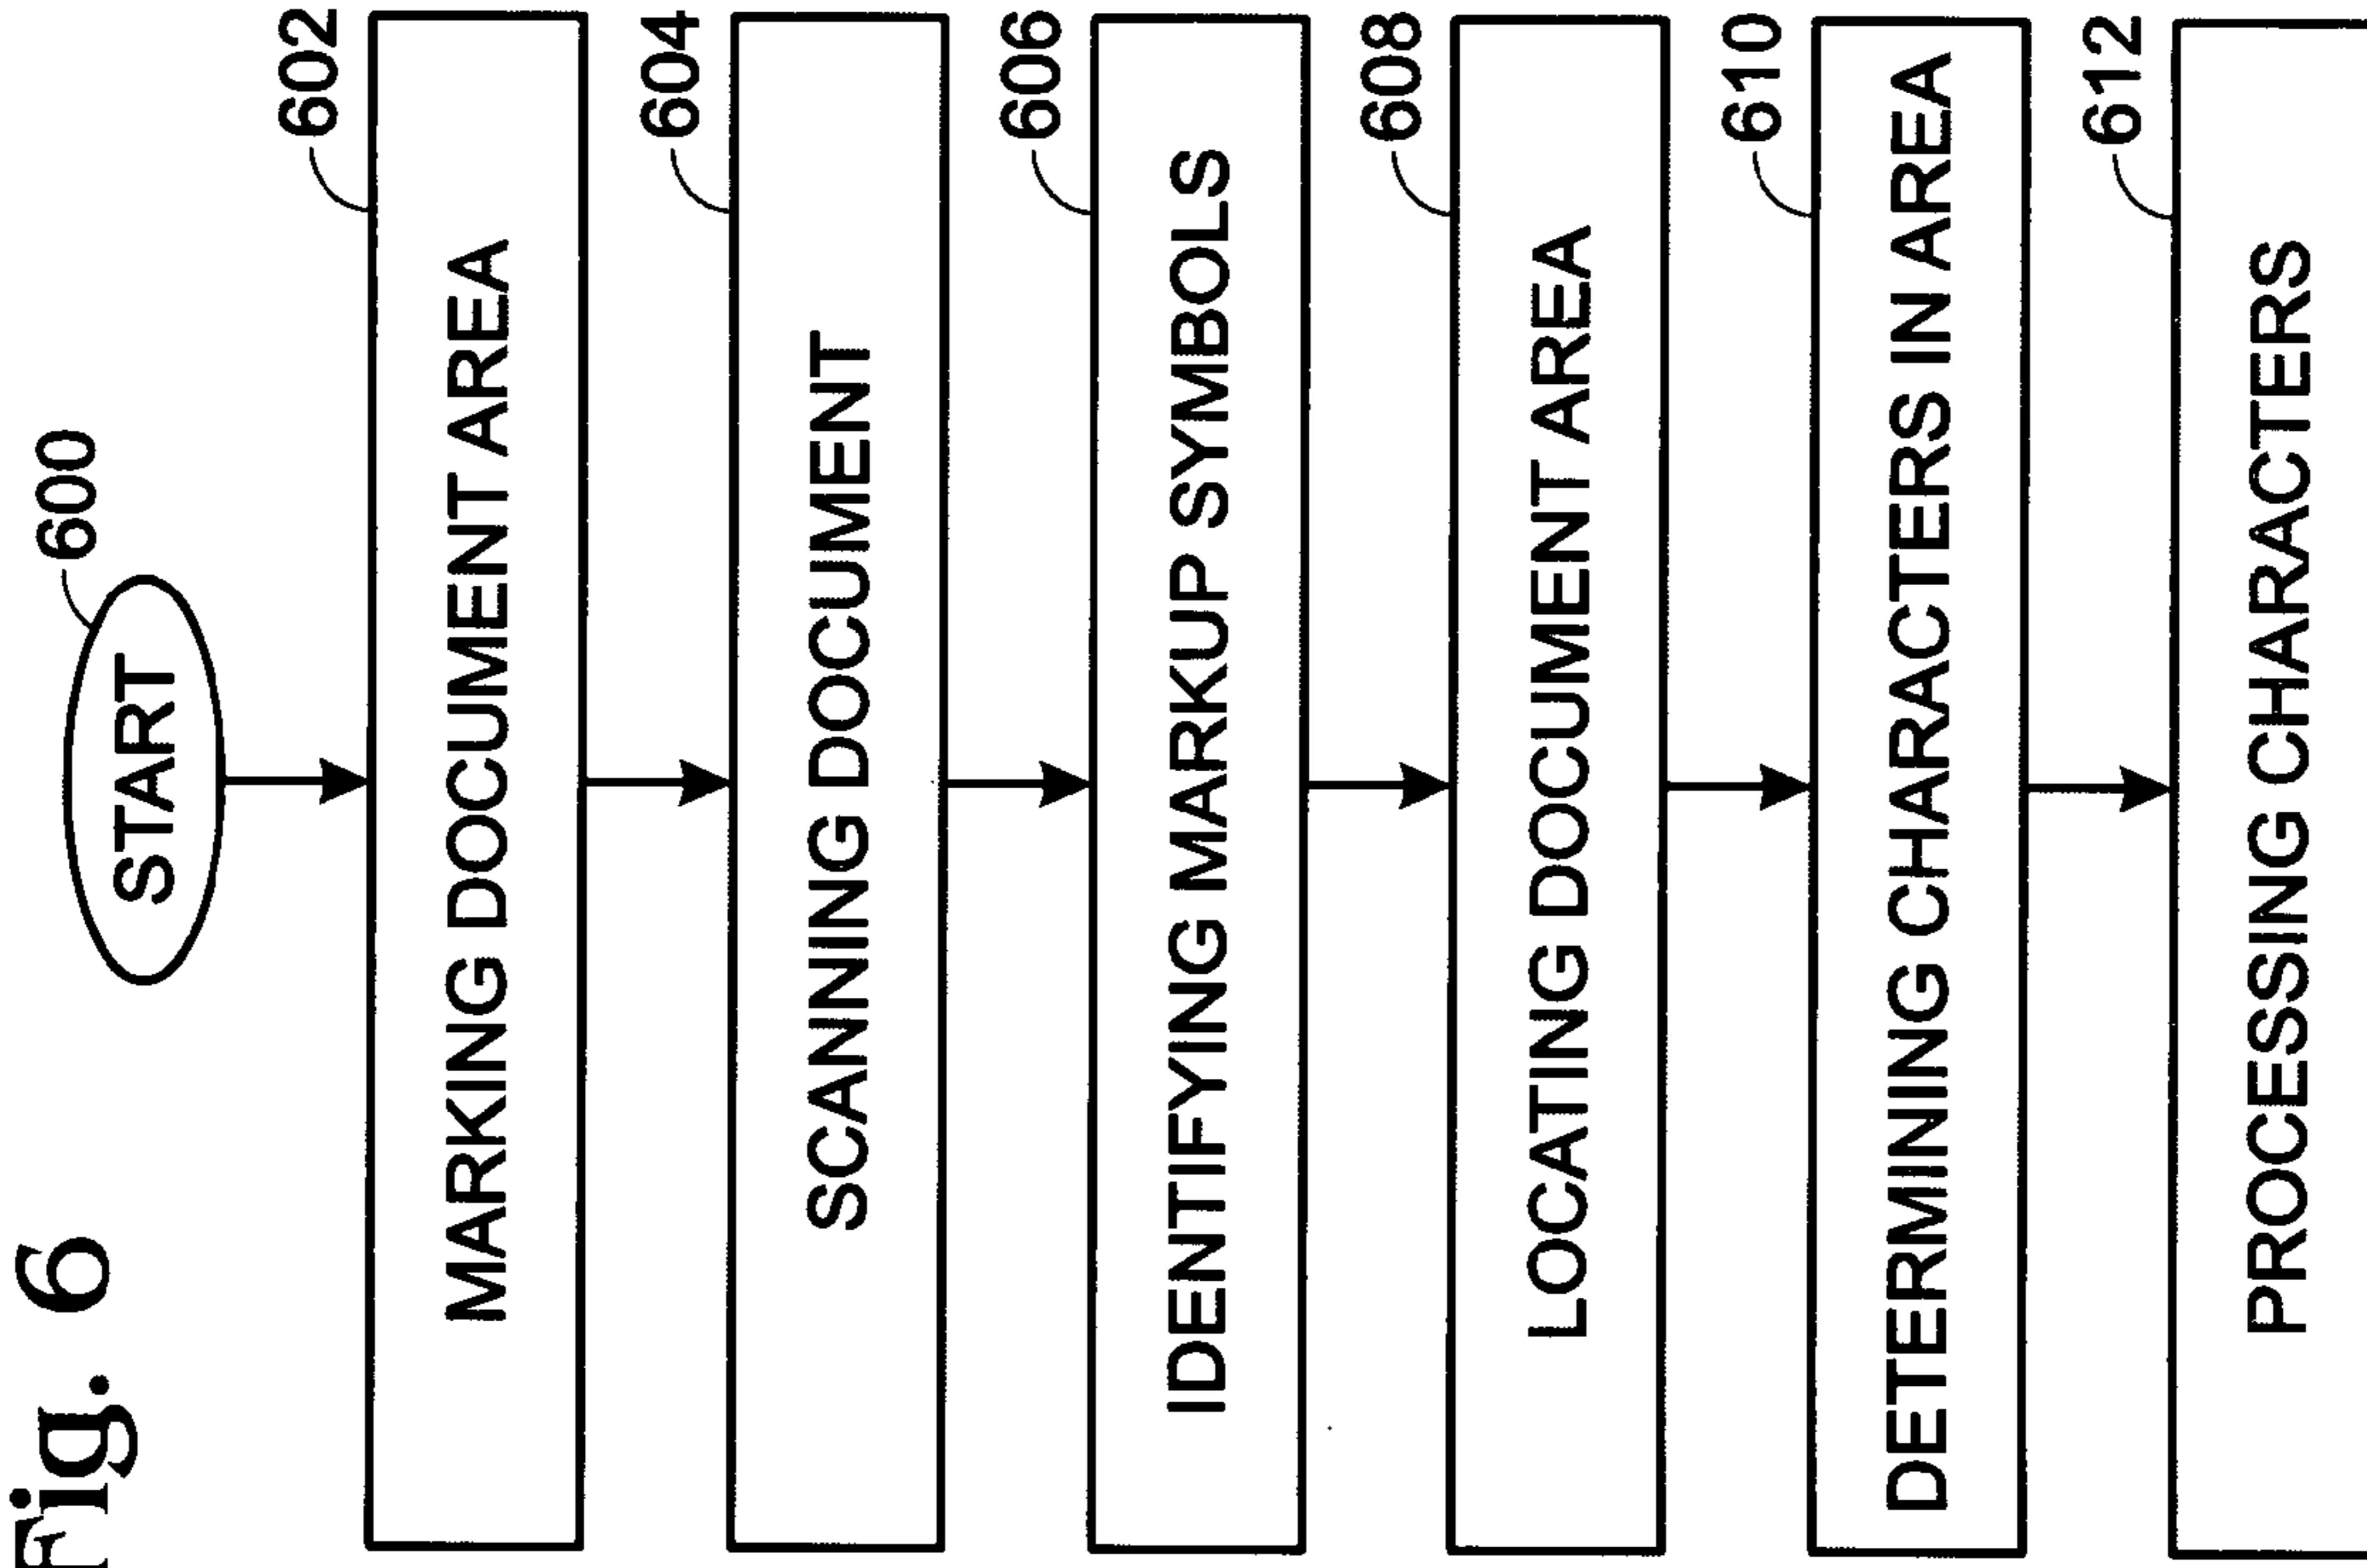 Fig. 6
START
600
602
MARKING DOCUMENT AREA
604
SCANNING DOCUMENT
606
IDENTIFYING MARKUP SYMBOLS
608
LOCATING DOCUMENT AREA
610
DETERMINING CHARACTERS IN AREA
612
PROCESSING CHARACTERS